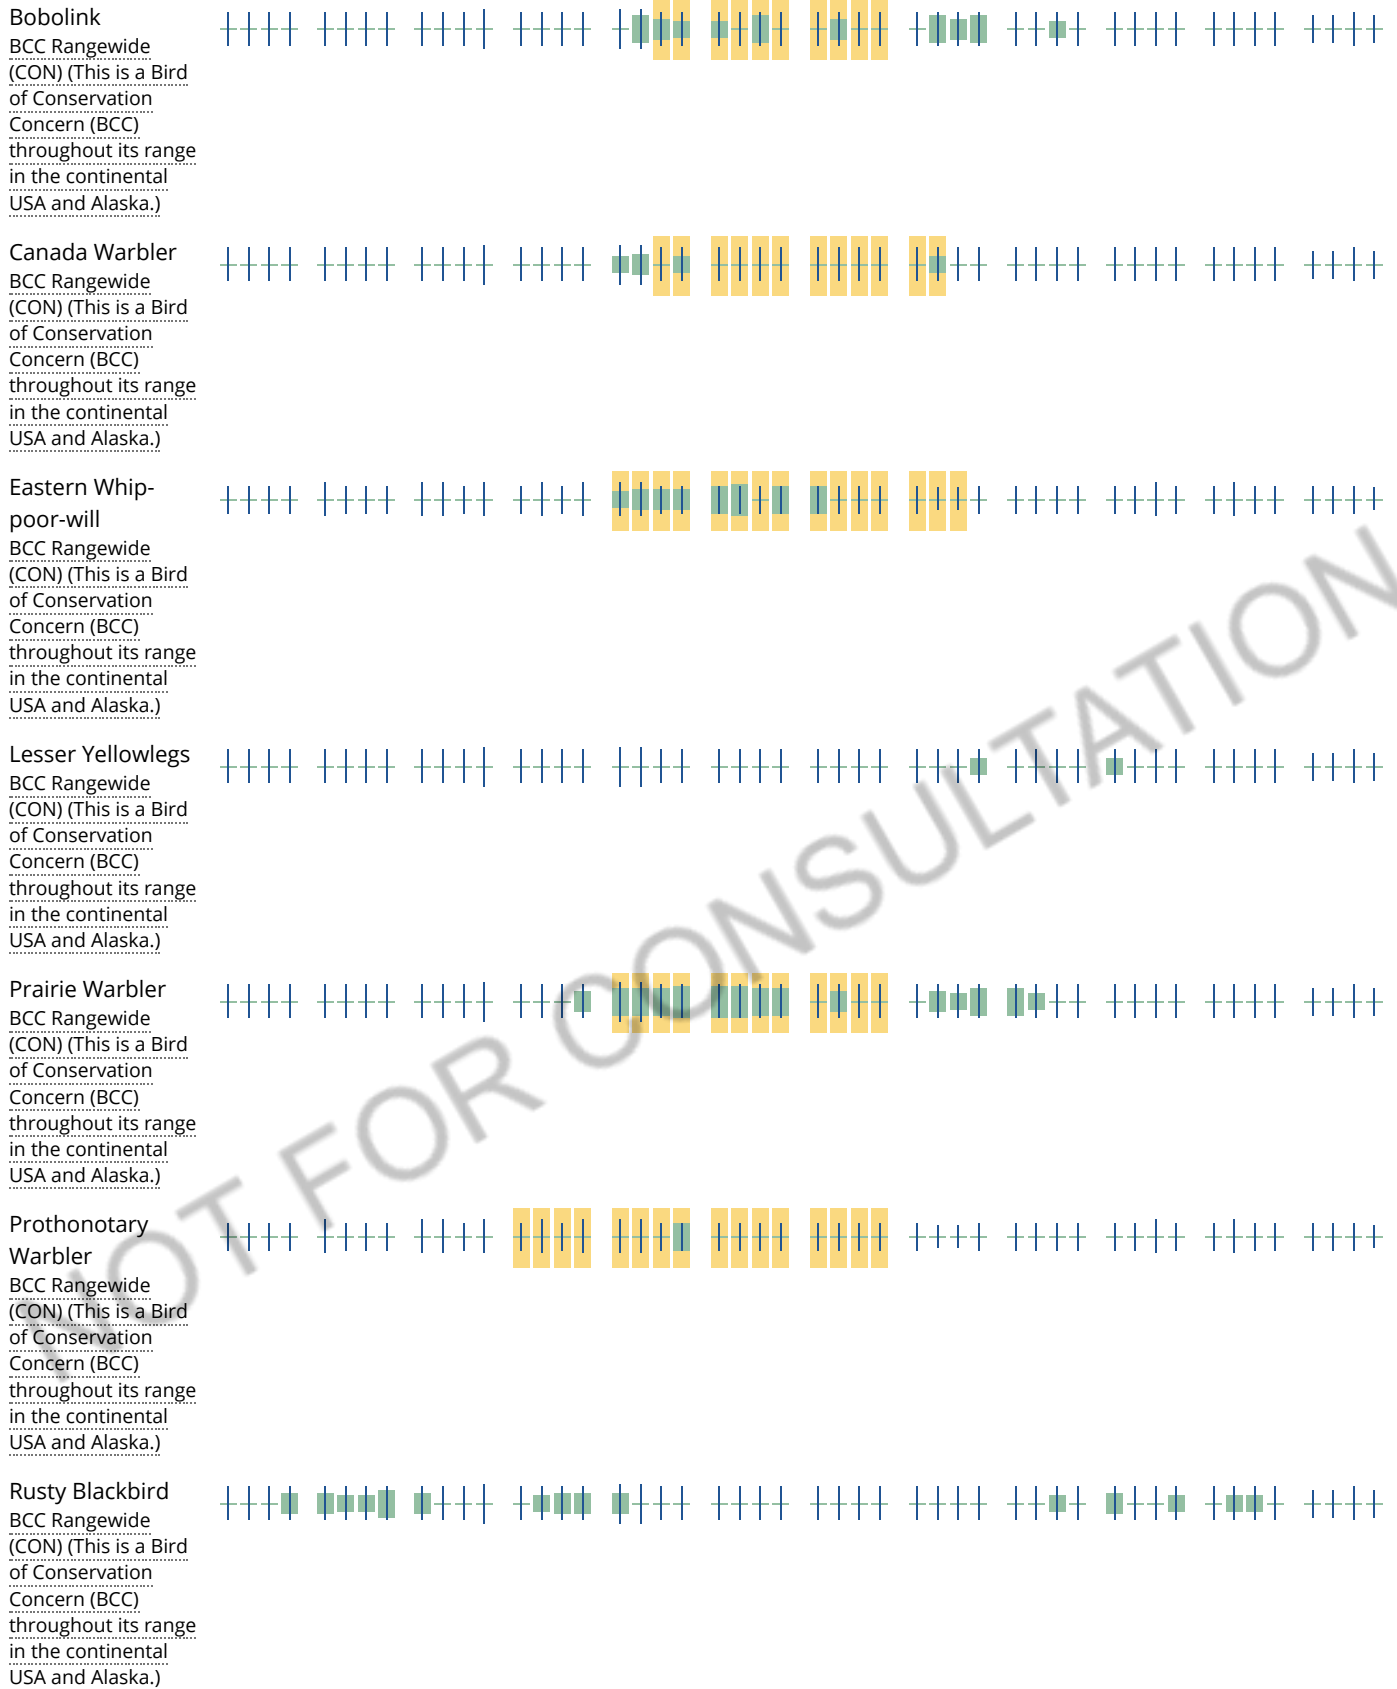 Bobolink
BCC Rangewide
(CON) (This is a Bird
of Conservation
Concern (BCC)
throughout its range
in the continental
USA and Alaska.)
Canada Warbler
BCC Rangewide
(CON) (This is a Bird
of Conservation
Concern (BCC)
throughout its range
in the continental
USA and Alaska.)
Eastern Whip-
poor-will
BCC Rangewide
(CON) (This is a Bird
of Conservation
Concern (BCC)
throughout its range
in the continental
USA and Alaska.)
Lesser Yellowlegs
BCC Rangewide
(CON) (This is a Bird
of Conservation
Concern (BCC)
throughout its range
in the continental
USA and Alaska.)
Prairie Warbler
BCC Rangewide
(CON) (This is a Bird
of Conservation
Concern (BCC)
throughout its range
in the continental
USA and Alaska.)
Prothonotary
Warbler
BCC Rangewide
(CON) (This is a Bird
of Conservation
Concern (BCC)
throughout its range
in the continental
USA and Alaska.)
Rusty Blackbird
BCC Rangewide
(CON) (This is a Bird
of Conservation
Concern (BCC)
throughout its range
in the continental
USA and Alaska.)
NOT FOR CONSULTATION